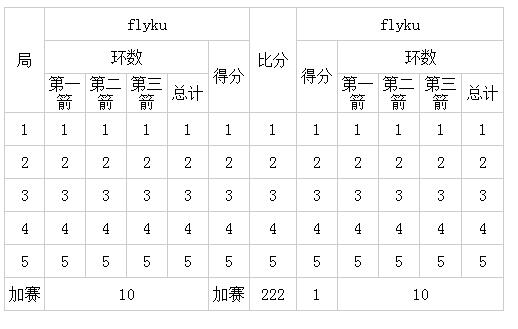 flyku flyku
局 环数 得分 比分 得分 环数
第一箭 第二箭 第三箭 总计 第一箭 第二箭 第三箭 总计
1 1 1 1 1 1 1 1 1 1 1 1
2 2 2 2 2 2 2 2 2 2 2 2
3 3 3 3 3 3 3 3 3 3 3 3
4 4 4 4 4 4 4 4 4 4 4 4
5 5 5 5 5 5 5 5 5 5 5 5
加赛 10 加赛 222 1 10